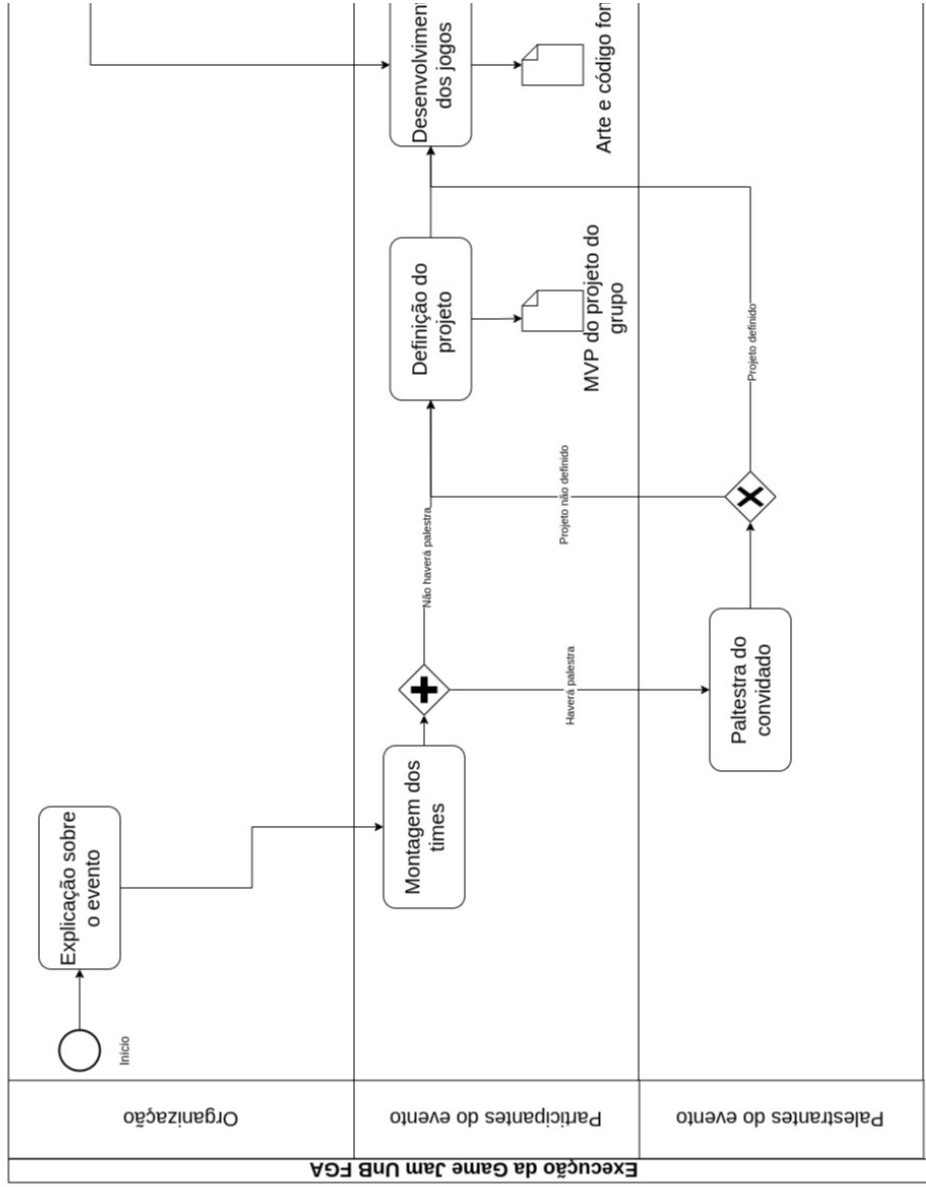 Execução da Game Jam UnB FGA
Organização
Participantes do evento
Palestrantes do evento
Início
Explicação sobre
o evento
Montagem dos
times
Não haverá palestra
Haverá palestra
Paltestra do
convidado
Projeto não definido
Projeto definido
Definição do
projeto
MVP do projeto do
grupo
Desenvolvimen
dos jogos
Arte e código fon